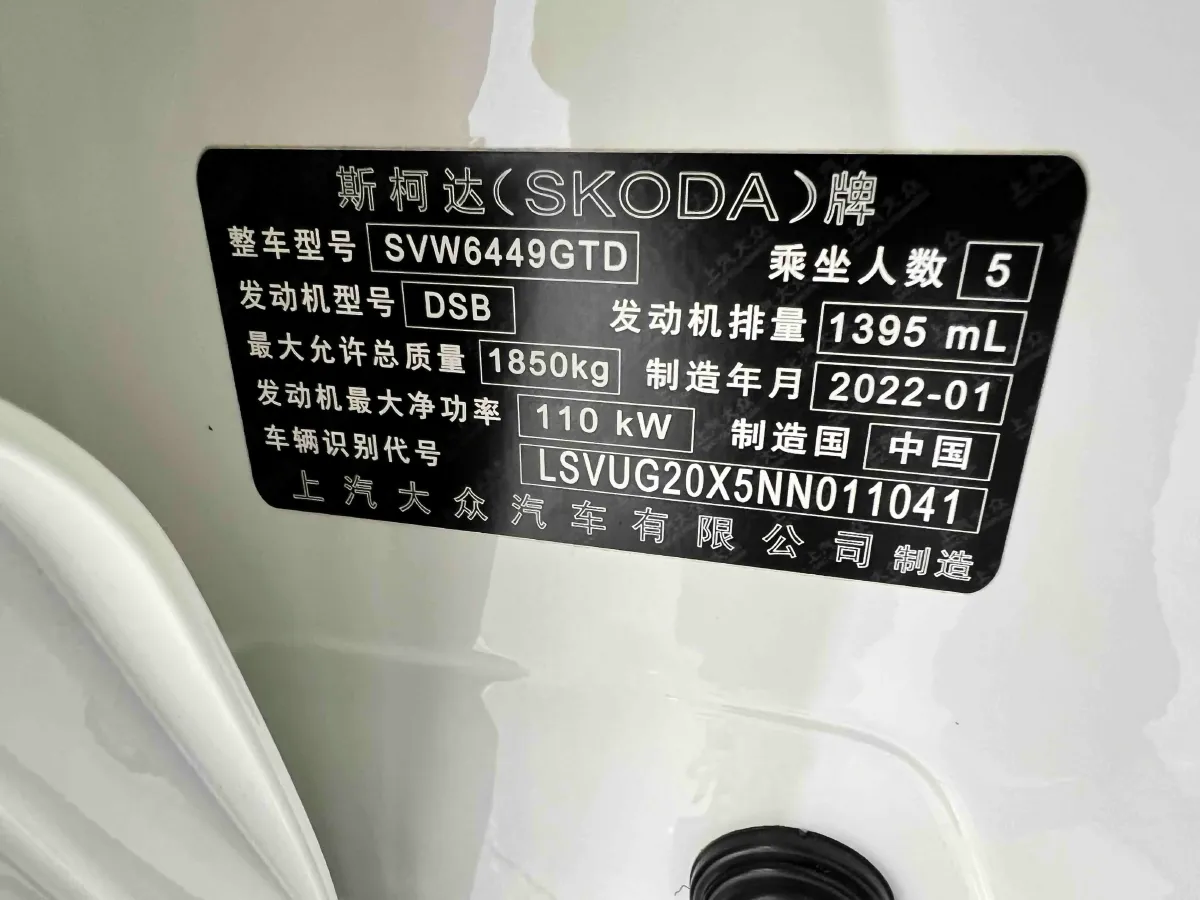 斯柯达(SKODA)牌
整车型号 SVW6449GTD 乘坐人数 5
发动机型号 DSB 发动机排量 1395 mL
最大允许总质量 1850kg 制造年月 2022-01
发动机最大净功率 110 kW 制造国 中国
车辆识别代号 LSVUG20X5NN011041
上汽大众汽车有限公司 制造